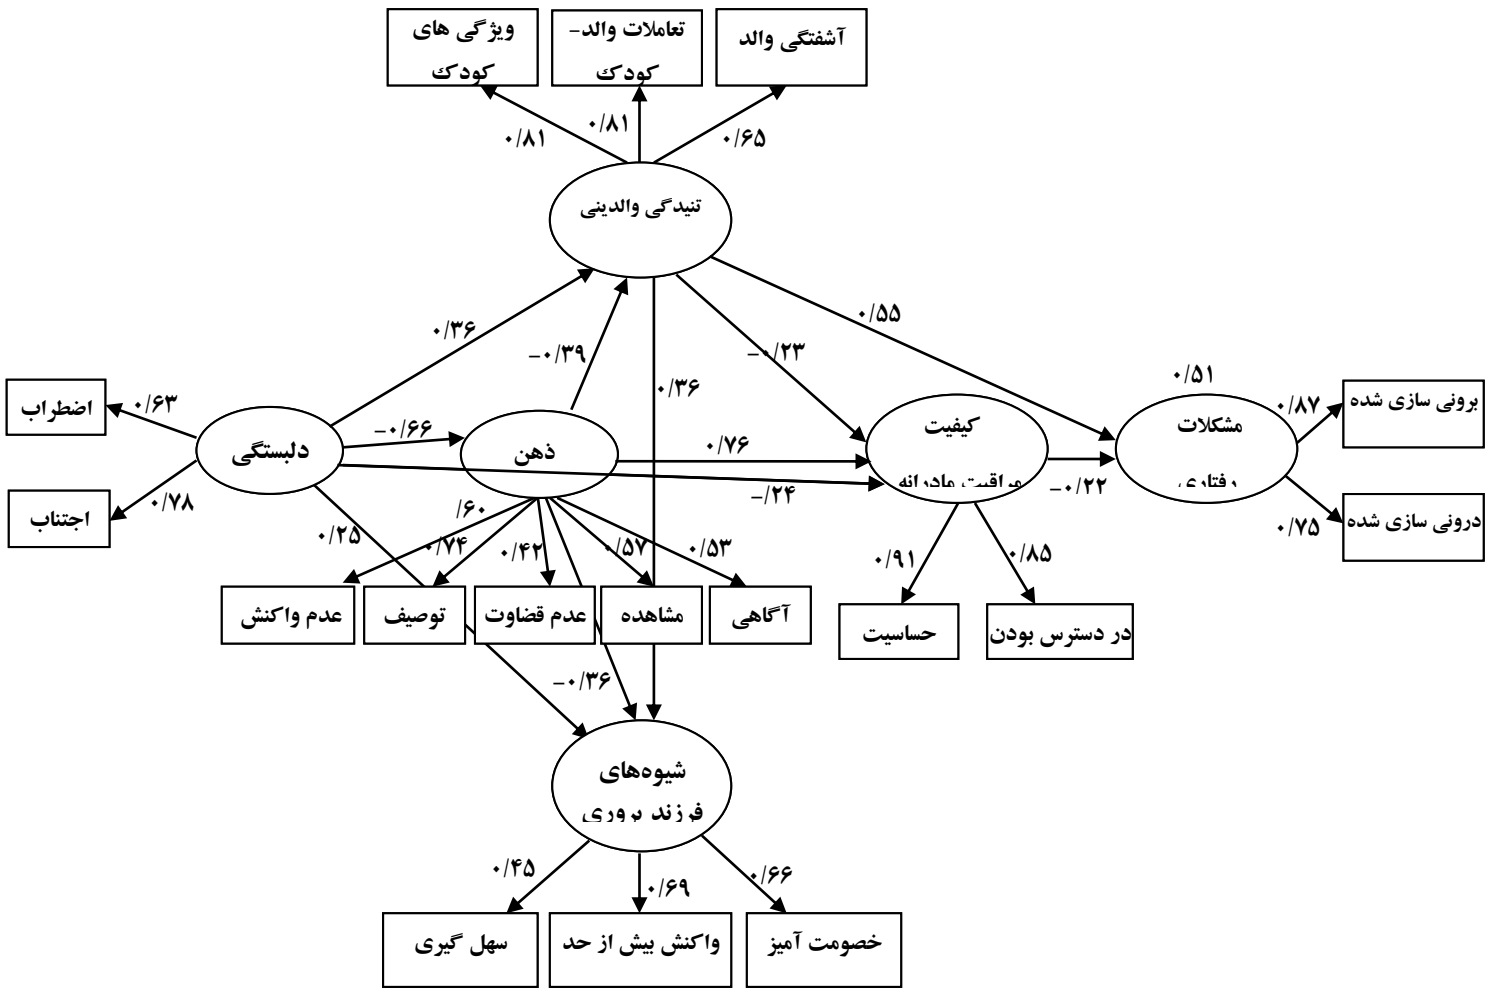 ویژگی های
کودک
تعاملات والد-
کودک
آشفتگی والد
۰/۸۱
۰/۸۱
۰/۶۵
تنیدگی والدینی
۰/۳۶
-۰/۳۹
۰/۳۶
-۰/۲۳
۰/۵۵
۰/۵۱
اضطراب
۰/۶۳
اجتناب
۰/۷۸
دلبستگی
-۰/۶۶
ذهن
۰/۷۶
-/۲۴
کیفیت
مراقبت مادرانه
-۰/۲۲
مشکلات
رفتاری
۰/۸۷
برونی سازی شده
۰/۷۵
درونی سازی شده
۰/۲۵
/۶۰
۰/۷۴
۰/۴۲
۰/۵۷
۰/۵۳
۰/۹۱
۰/۸۵
عدم واکنش
توصیف
عدم قضاوت
مشاهده
آگاهی
حساسیت
در دسترس بودن
-۰/۳۶
شیوه‌های
فرزند پروری
۰/۴۵
۰/۶۹
۰/۶۶
سهل گیری
واکنش بیش از حد
خصومت آمیز